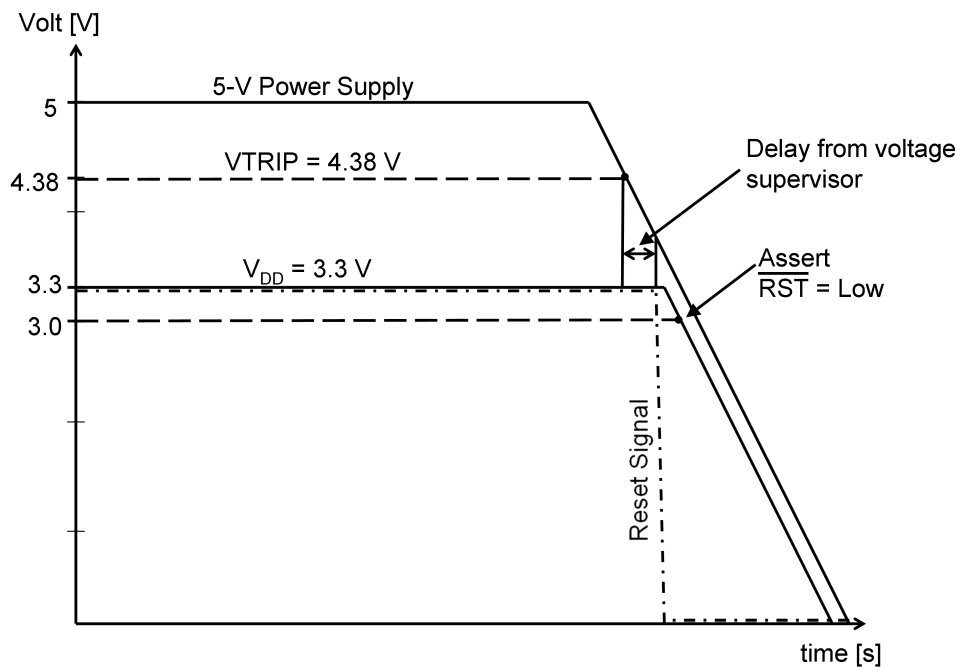 Volt [V]
5-V Power Supply
5
VTRIP = 4.38 V
4.38
Delay from voltage
supervisor
VDD = 3.3 V
3.3
Assert
RST = Low
3.0
Reset Signal
time [s]